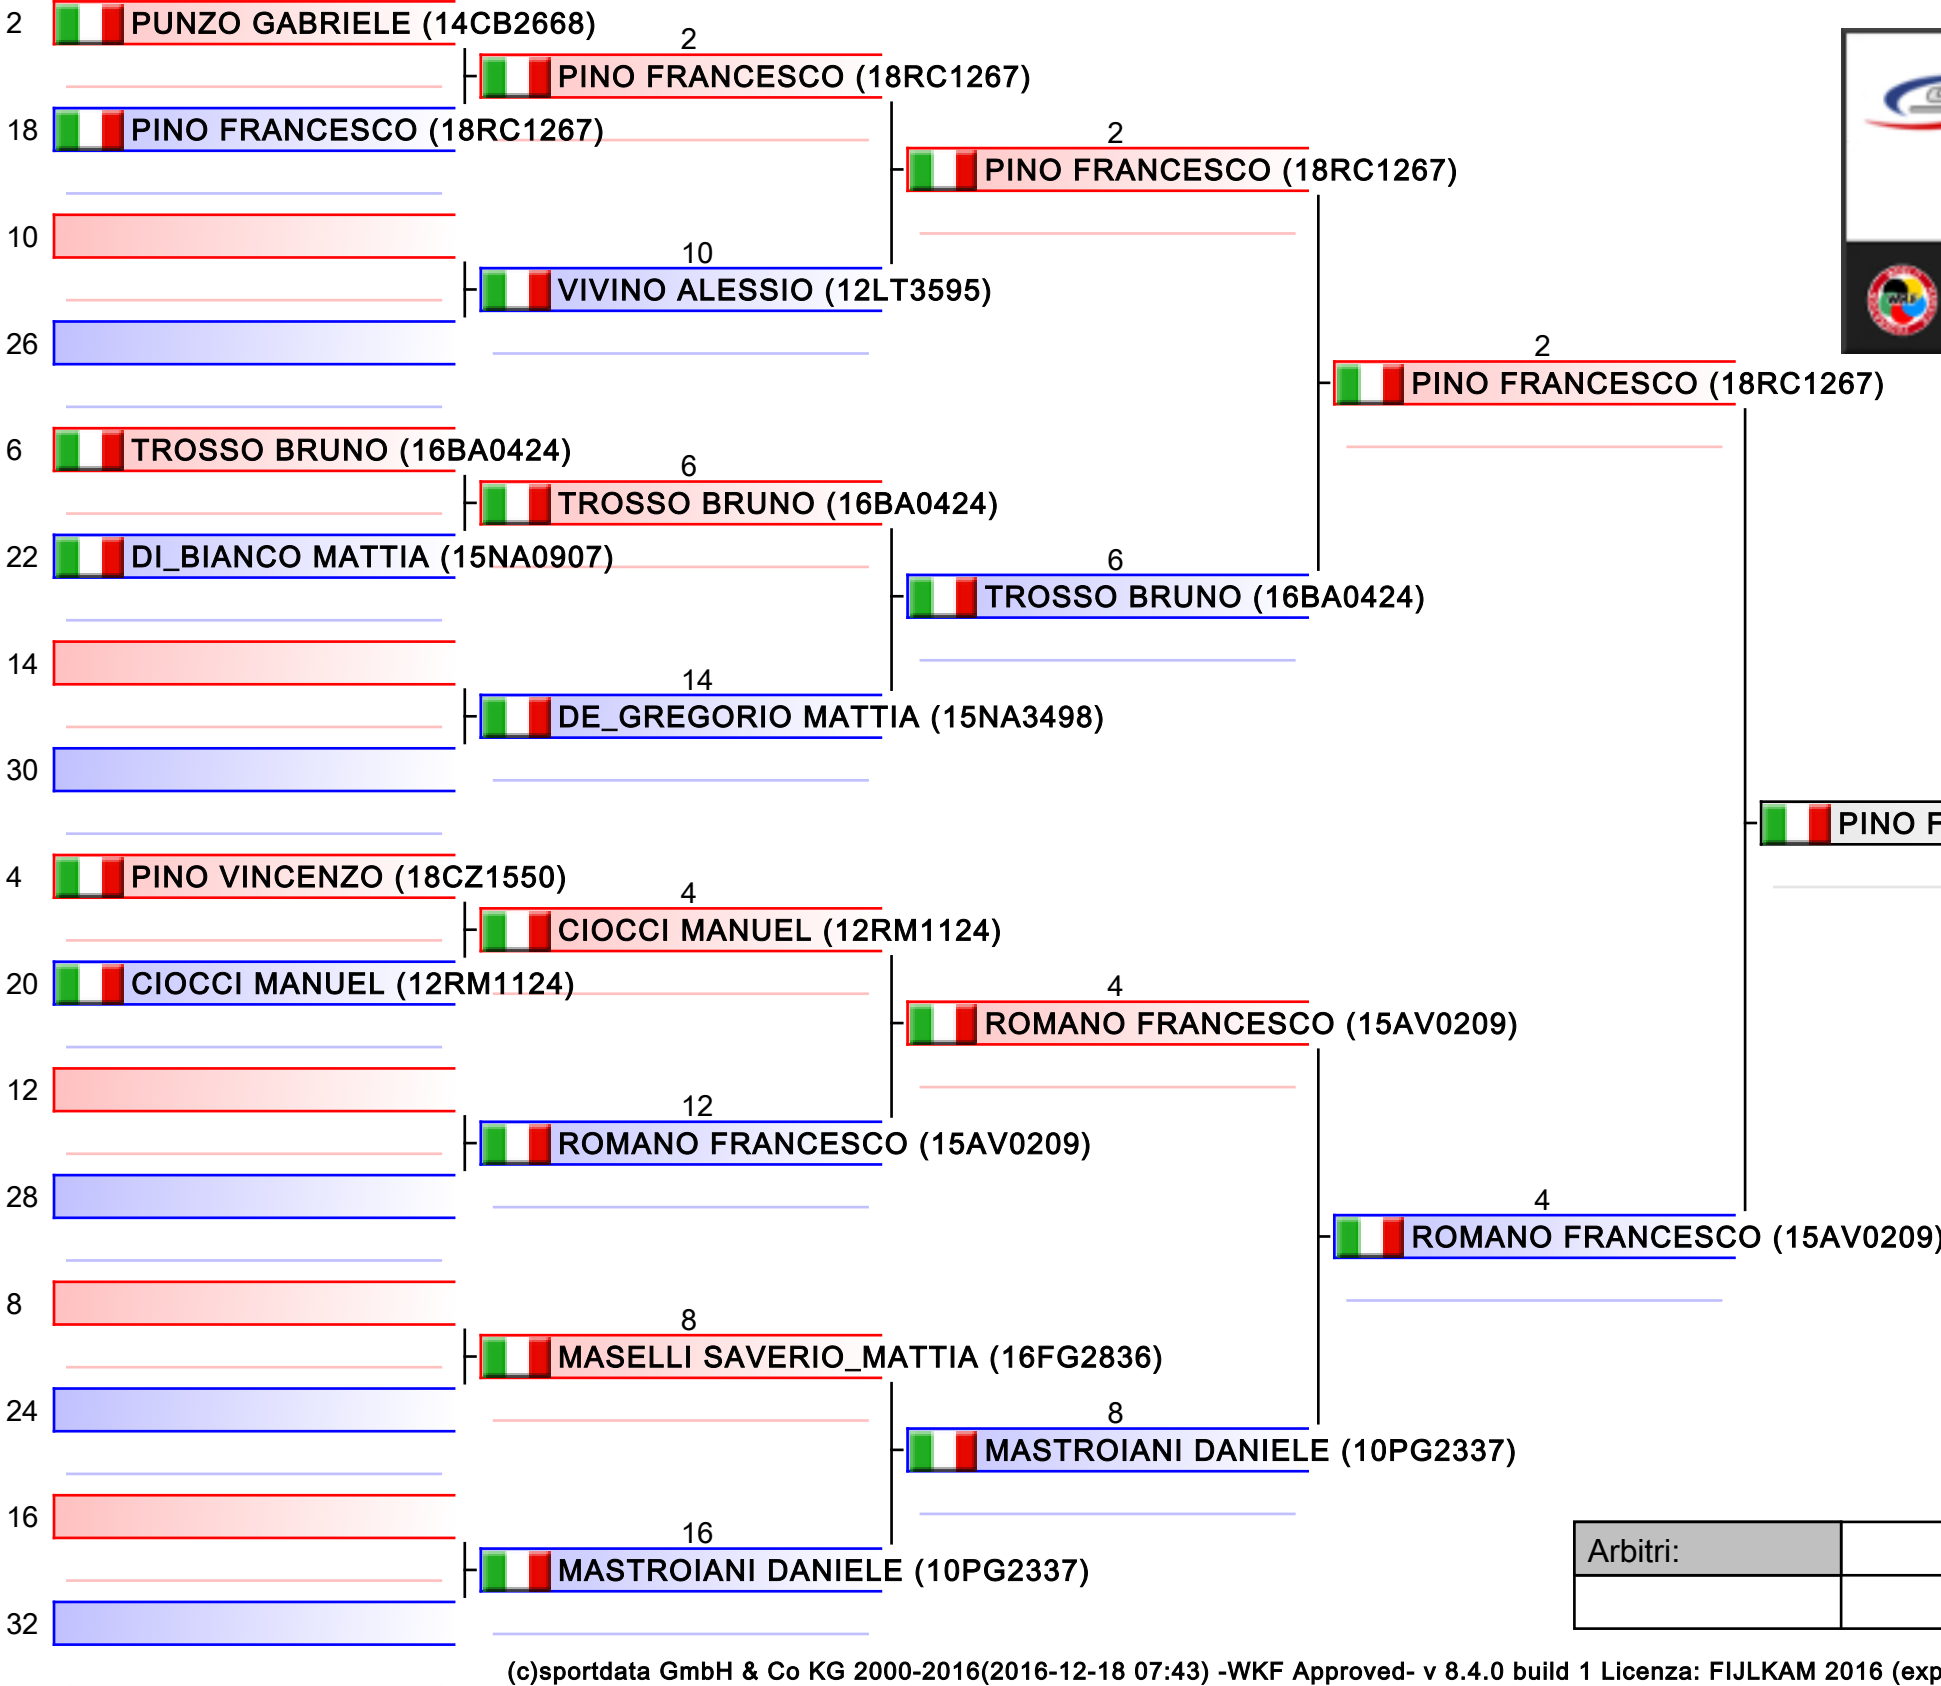 2 PUNZO GABRIELE (14CB2668)
2
PINO FRANCESCO (18RC1267)
18 PINO FRANCESCO (18RC1267)
2
PINO FRANCESCO (18RC1267)
10
10
VIVINO ALESSIO (12LT3595)
26
2
PINO FRANCESCO (18RC1267)
6 TROSSO BRUNO (16BA0424)
6
TROSSO BRUNO (16BA0424)
22 DI_BIANCO MATTIA (15NA0907)
6
TROSSO BRUNO (16BA0424)
14
14
DE_GREGORIO MATTIA (15NA3498)
30
PINO F
4 PINO VINCENZO (18CZ1550)
4
CIOCCI MANUEL (12RM1124)
20 CIOCCI MANUEL (12RM1124)
4
ROMANO FRANCESCO (15AV0209)
12
12
ROMANO FRANCESCO (15AV0209)
28
4
ROMANO FRANCESCO (15AV0209)
8
8
MASELLI SAVERIO_MATTIA (16FG2836)
24
8
MASTROIANI DANIELE (10PG2337)
16
16
MASTROIANI DANIELE (10PG2337)
32
Arbitri:
(c)sportdata GmbH & Co KG 2000-2016(2016-12-18 07:43) -WKF Approved- v 8.4.0 build 1 Licenza: FIJLKAM 2016 (exp